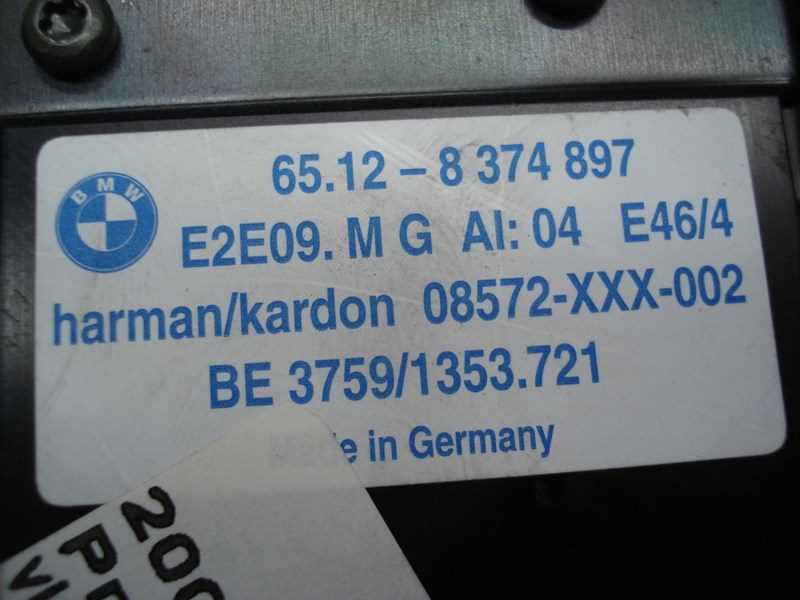 BMW
65.12 – 8 374 897
E2E09. M G AI: 04 E46/4
harman/kardon 08572-XXX-002
BE 3759/1353.721
Made in Germany